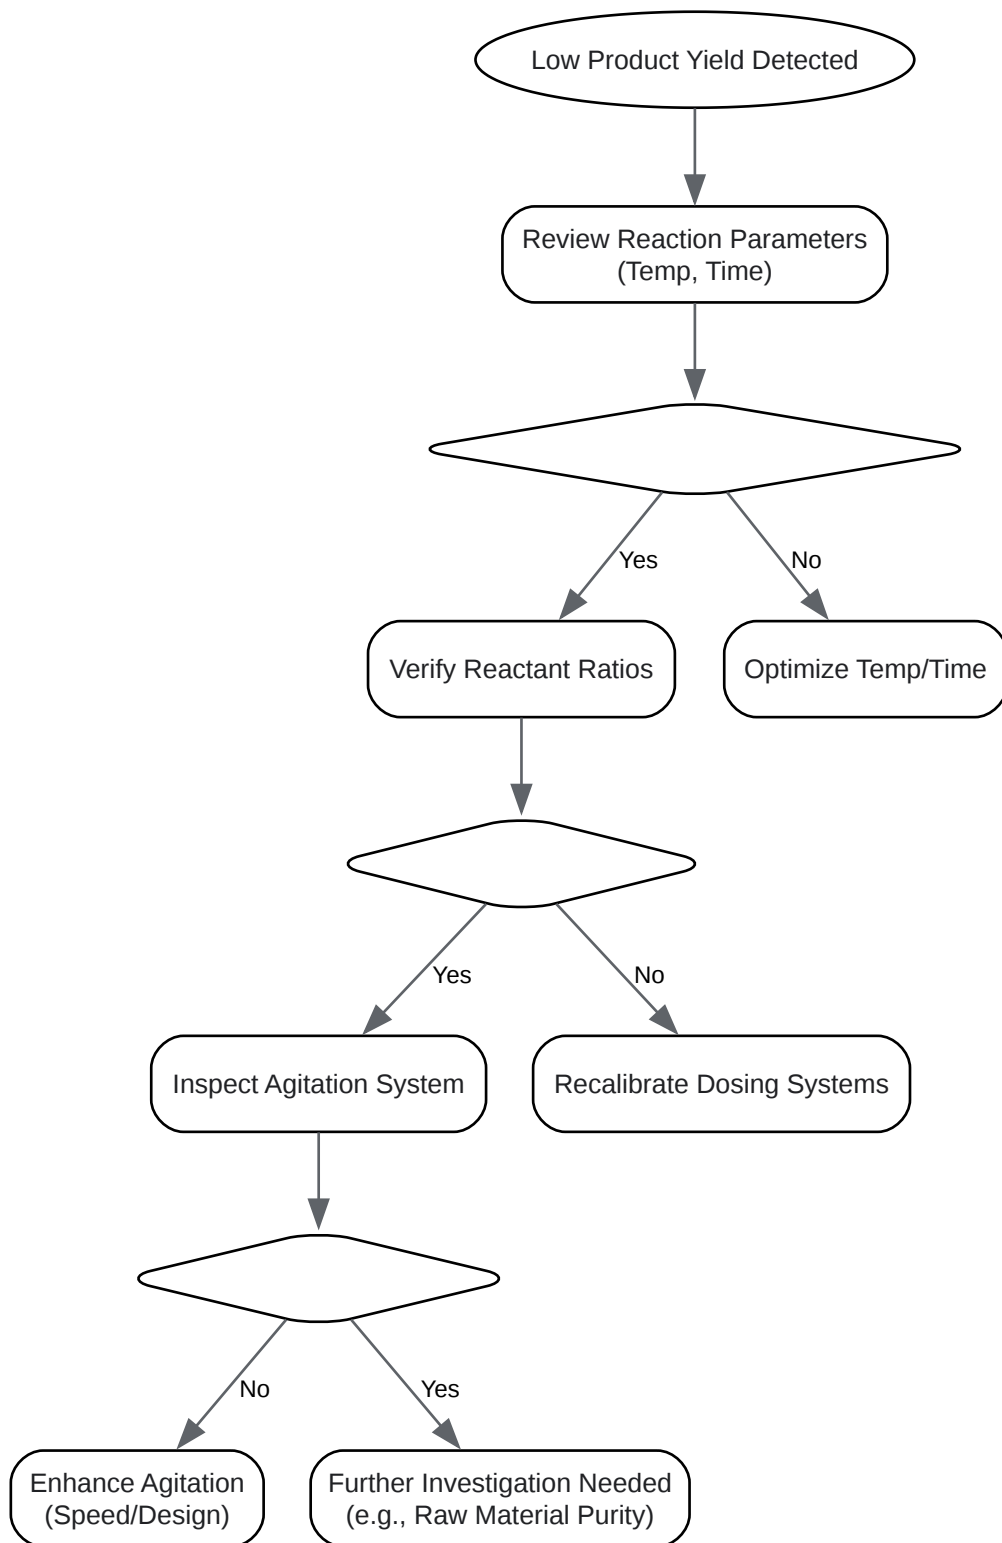 Low Product Yield Detected
Review Reaction Parameters
(Temp, Time)
Yes
No
Verify Reactant Ratios
Optimize Temp/Time
Yes
No
Inspect Agitation System
Recalibrate Dosing Systems
No
Yes
Enhance Agitation
(Speed/Design)
Further Investigation Needed
(e.g., Raw Material Purity)